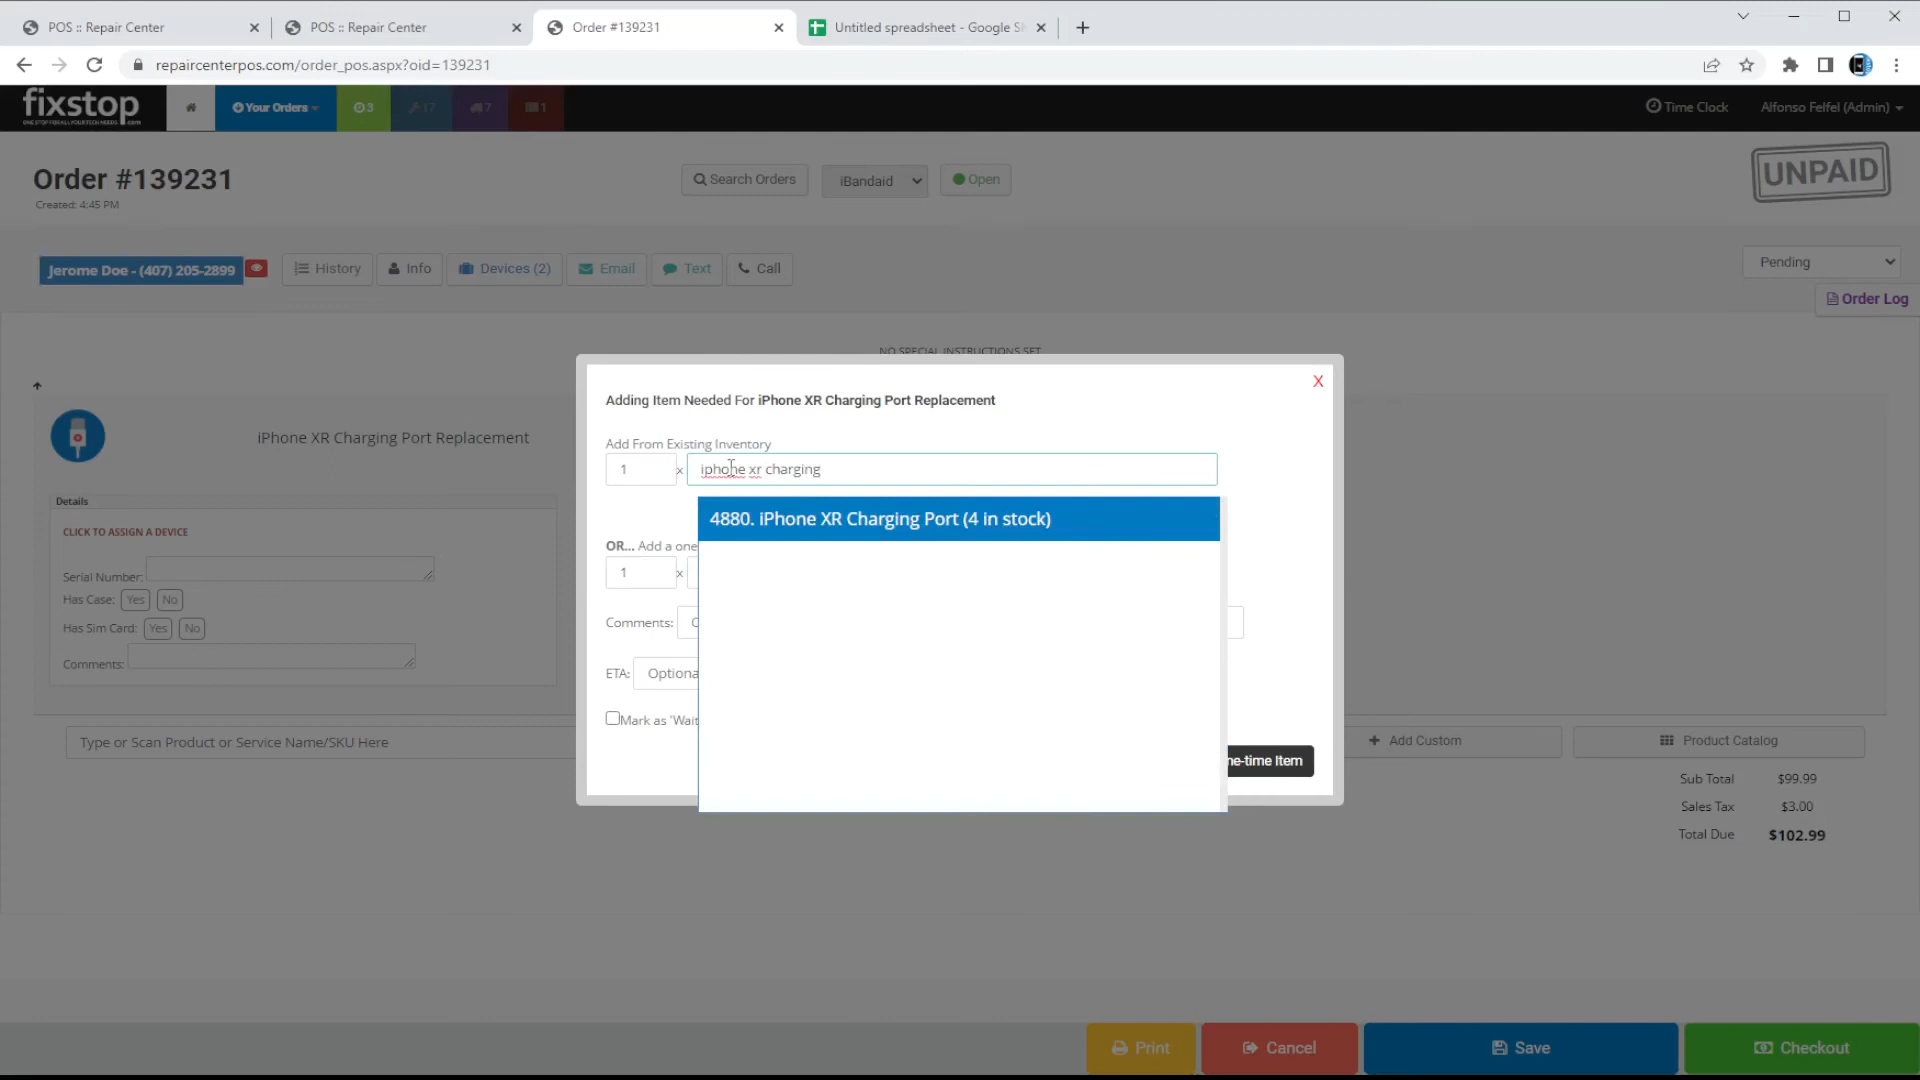 POS :: Repair Center
POS :: Repair Center
Order #139231
Untitled spreadsheet - Google S
repaircenterpos.com/order_pos.aspx?oid=139231
fixstop
Your Orders
3
17
7
1
Time Clock
Alfonso Felfel (Admin)
Order #139231
Created: 4:45 PM
Search Orders
iBandaid
Open
UNPAID
Jerome Doe - (407) 205-2899
History
Info
Devices (2)
Email
Text
Call
Pending
Order Log
NO SPECIAL INSTRUCTIONS SET
X
Adding Item Needed For iPhone XR Charging Port Replacement
iPhone XR Charging Port Replacement
Add From Existing Inventory
1 x iphone xr charging
4880. iPhone XR Charging Port (4 in stock)
Details
CLICK TO ASSIGN A DEVICE
OR... Add a one
1 x
Serial Number:
Has Case: Yes No
Has Sim Card: Yes No
Comments:
Comments:
ETA: Optiona
Mark as 'Wait
ne-time Item
Type or Scan Product or Service Name/SKU Here
Add Custom
Product Catalog
Sub Total $99.99
Sales Tax $3.00
Total Due $102.99
Print
Cancel
Save
Checkout